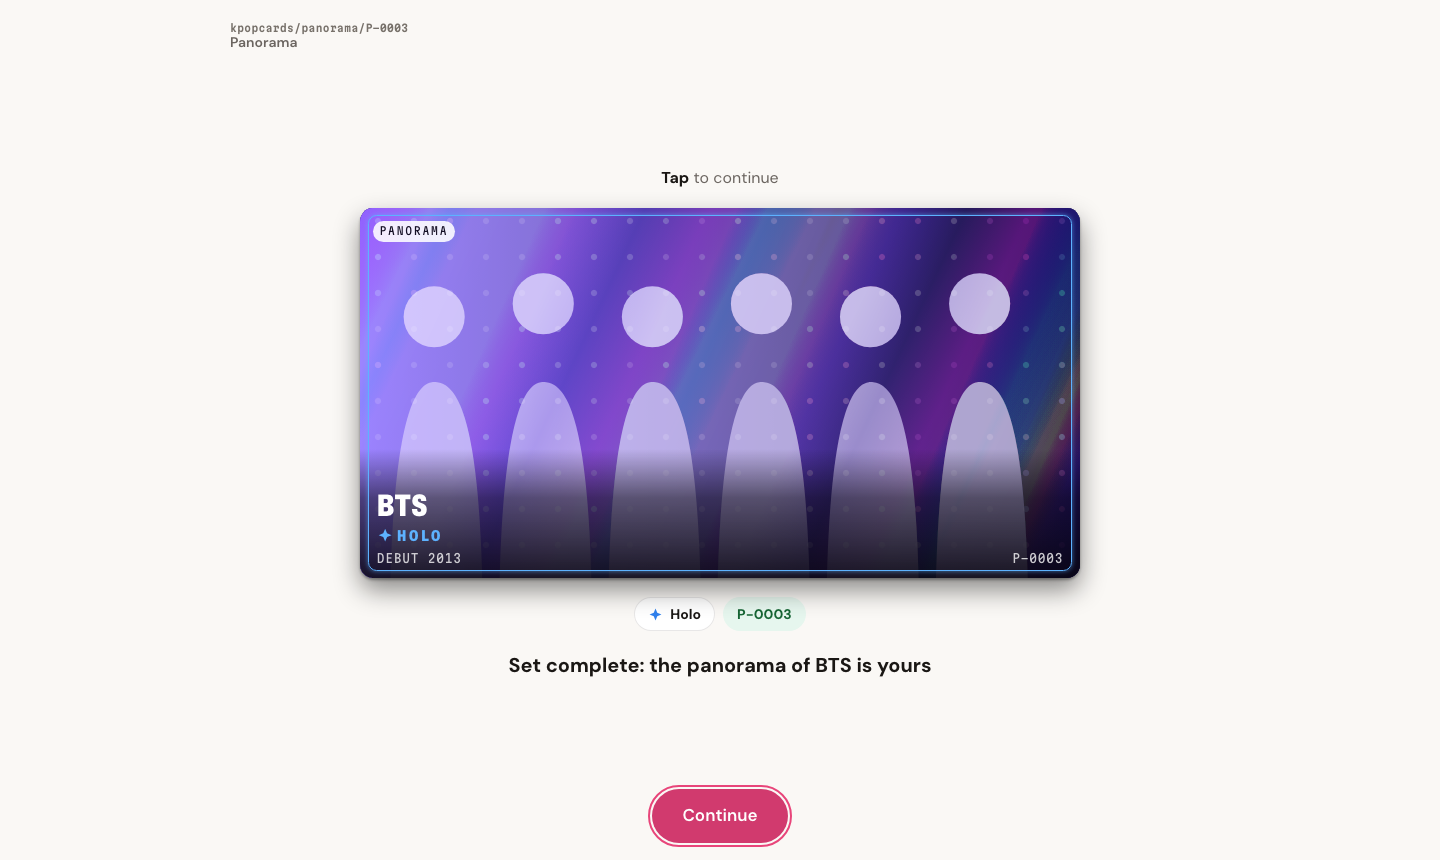 kpopcards/panorama/P-0003
Panorama
Tap to continue
PANORAMA
BTS
✦ HOLO
DEBUT 2013
P-0003
✦ Holo
P-0003
Set complete: the panorama of BTS is yours
Continue